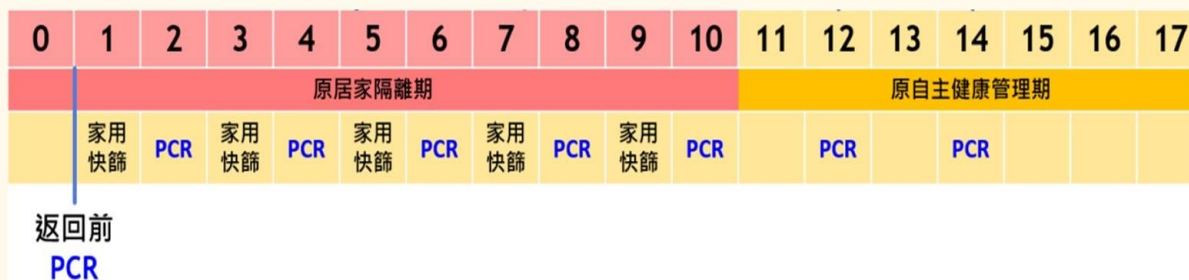 0 1 2 3 4 5 6 7 8 9 10 11 12 13 14 15 16 17
原居家隔離期 原自主健康管理期
家用 家用 家用 家用 家用
快篩 PCR 快篩 PCR 快篩 PCR 快篩 PCR 快篩 PCR PCR PCR
返回前
PCR